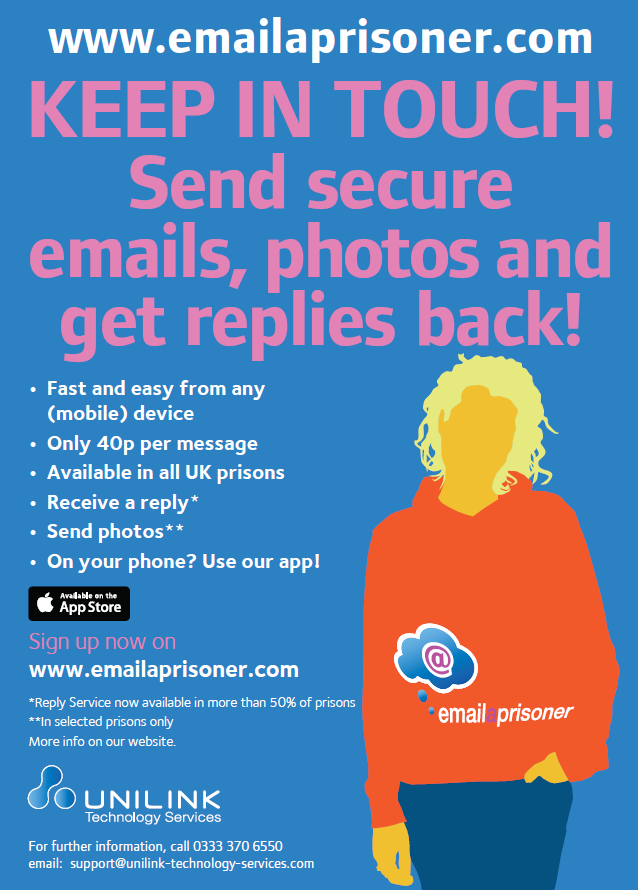 www.emailaprisoner.com
KEEP IN TOUCH!
Send secure
emails, photos and
get replies back!
• Fast and easy from any
(mobile) device
• Only 40p per message
• Available in all UK prisons
• Receive a reply*
• Send photos**
• On your phone? Use our app!
Available on the
App Store
Sign up now on
www.emailaprisoner.com
*Reply Service now available in more than 50% of prisons
**In selected prisons only
More info on our website.
@
emailaprisoner
UNILINK
Technology Services
For further information, call 0333 370 6550
email: support@unilink-technology-services.com